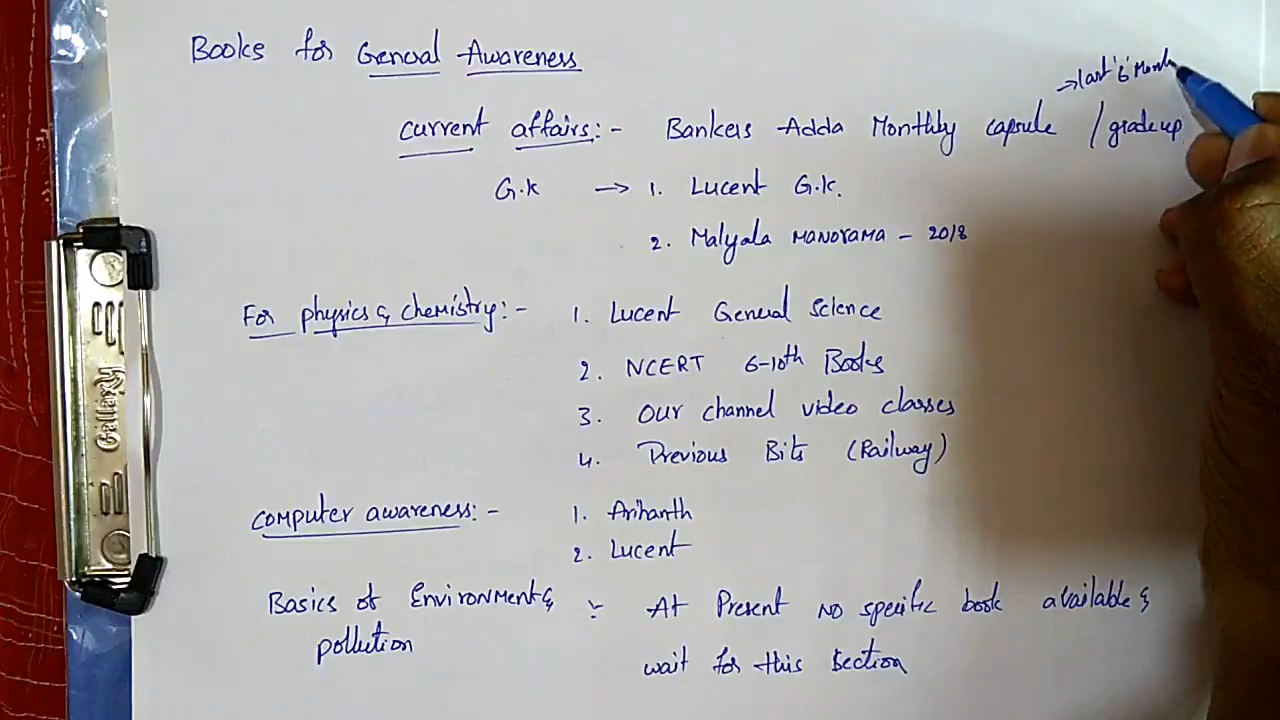 Books for General Awareness
→last '6' Month
current affairs:- Bankers Adda Monthly capsule / gradeup
G.K → 1. Lucent G.K.
2. Malyala MANORAMA - 2018
For physics & chemistry:- 1. Lucent General Science
2. NCERT 6-10th Books
3. Our channel video classes
4. Previous Bits (Railway)
computer awareness:- 1. Arihanth
2. Lucent
Basics of Environment & :- At Present no specific book available &
pollution wait for this section
Gallaxy